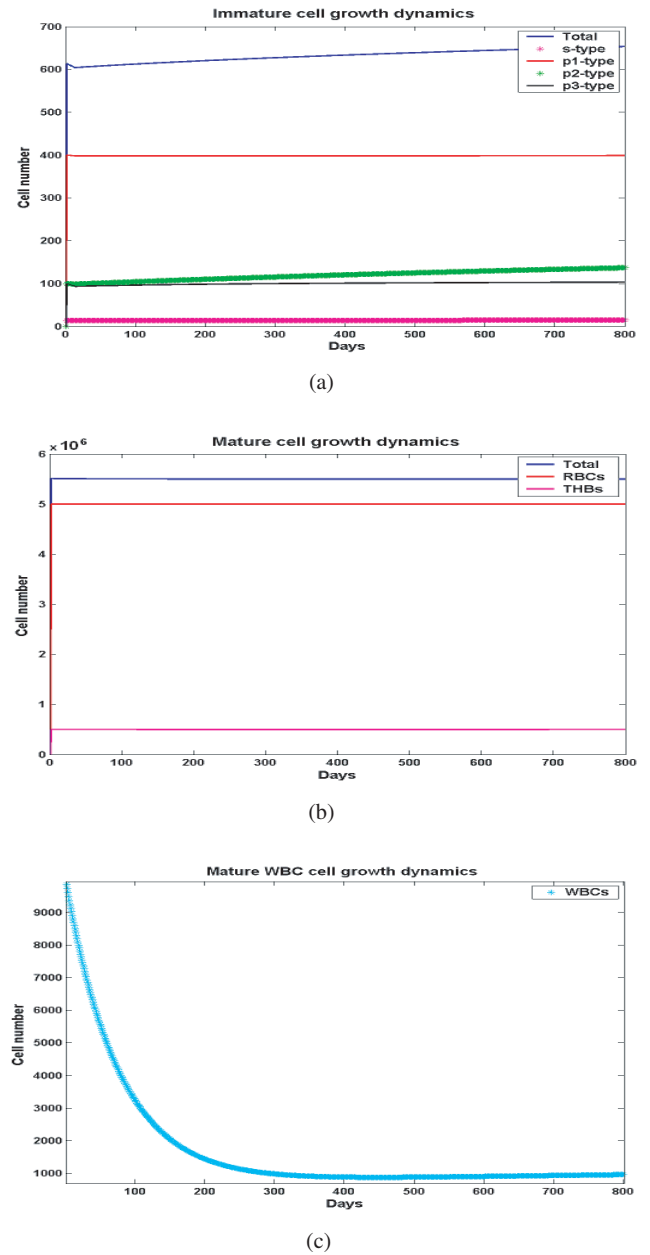 Immature cell growth dynamics
700
600
500
400
300
200
100
0
Cell number
Total
s-type
p1-type
p2-type
p3-type
0 100 200 300 400 500 600 700 800
Days
(a)
Mature cell growth dynamics
× 10^6
6
5
4
3
2
1
0
Cell number
Total
RBCs
THBs
0 100 200 300 400 500 600 700 800
Days
(b)
Mature WBC cell growth dynamics
9000
8000
7000
6000
5000
4000
3000
2000
1000
Cell number
WBCs
100 200 300 400 500 600 700 800
Days
(c)